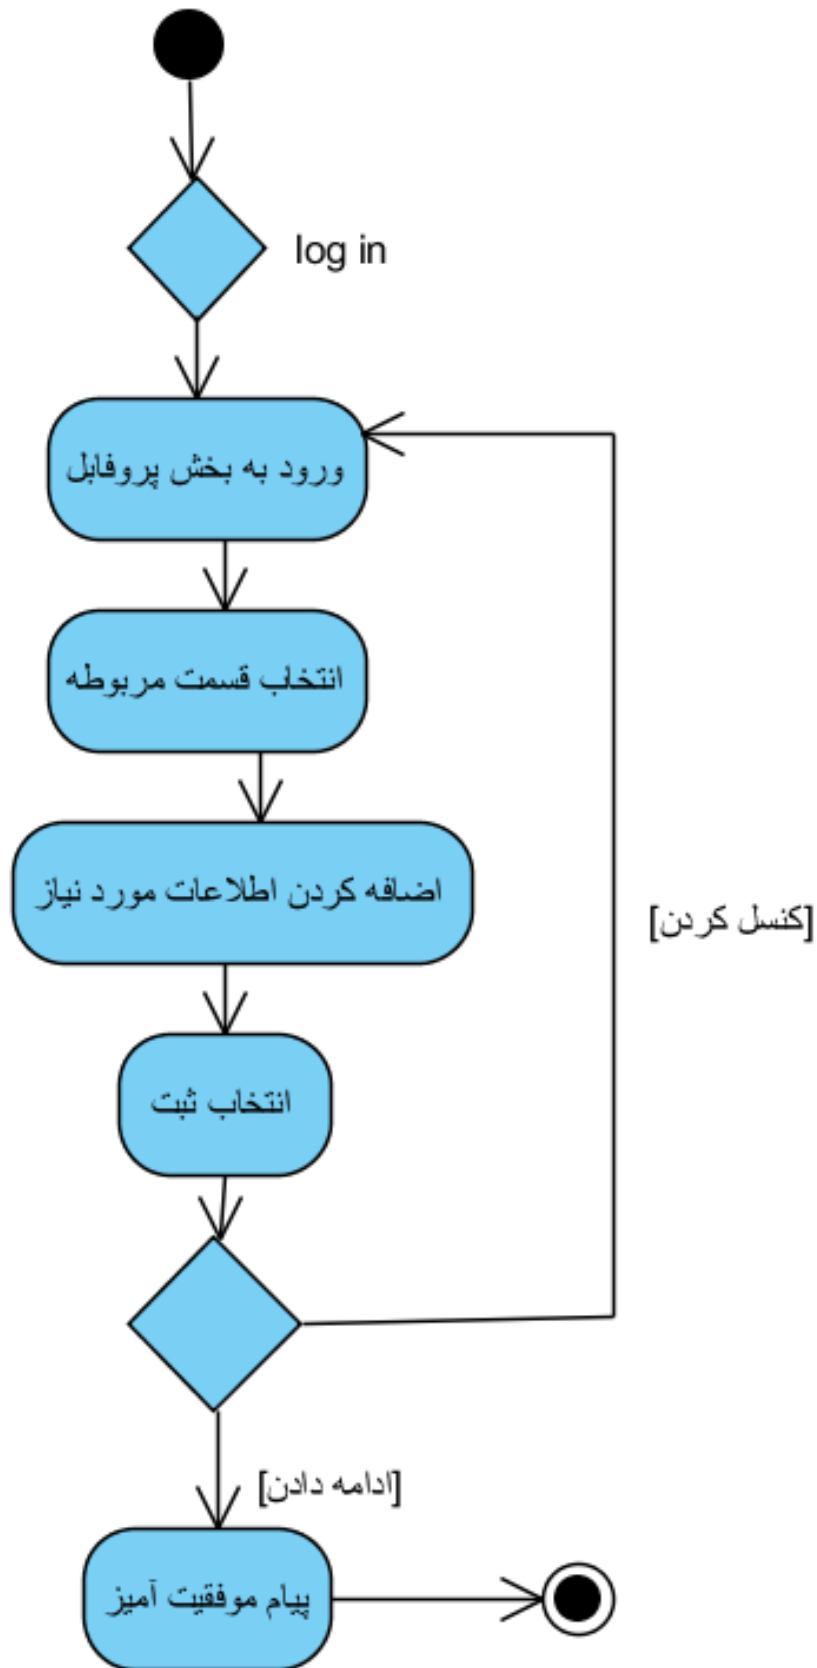 log in
ورود به بخش پروفابل
انتخاب قسمت مربوطه
اضافه کردن اطلاعات مورد نیاز
[کنسل کردن]
انتخاب ثبت
[ادامه دادن]
پیام موفقیت آمیز